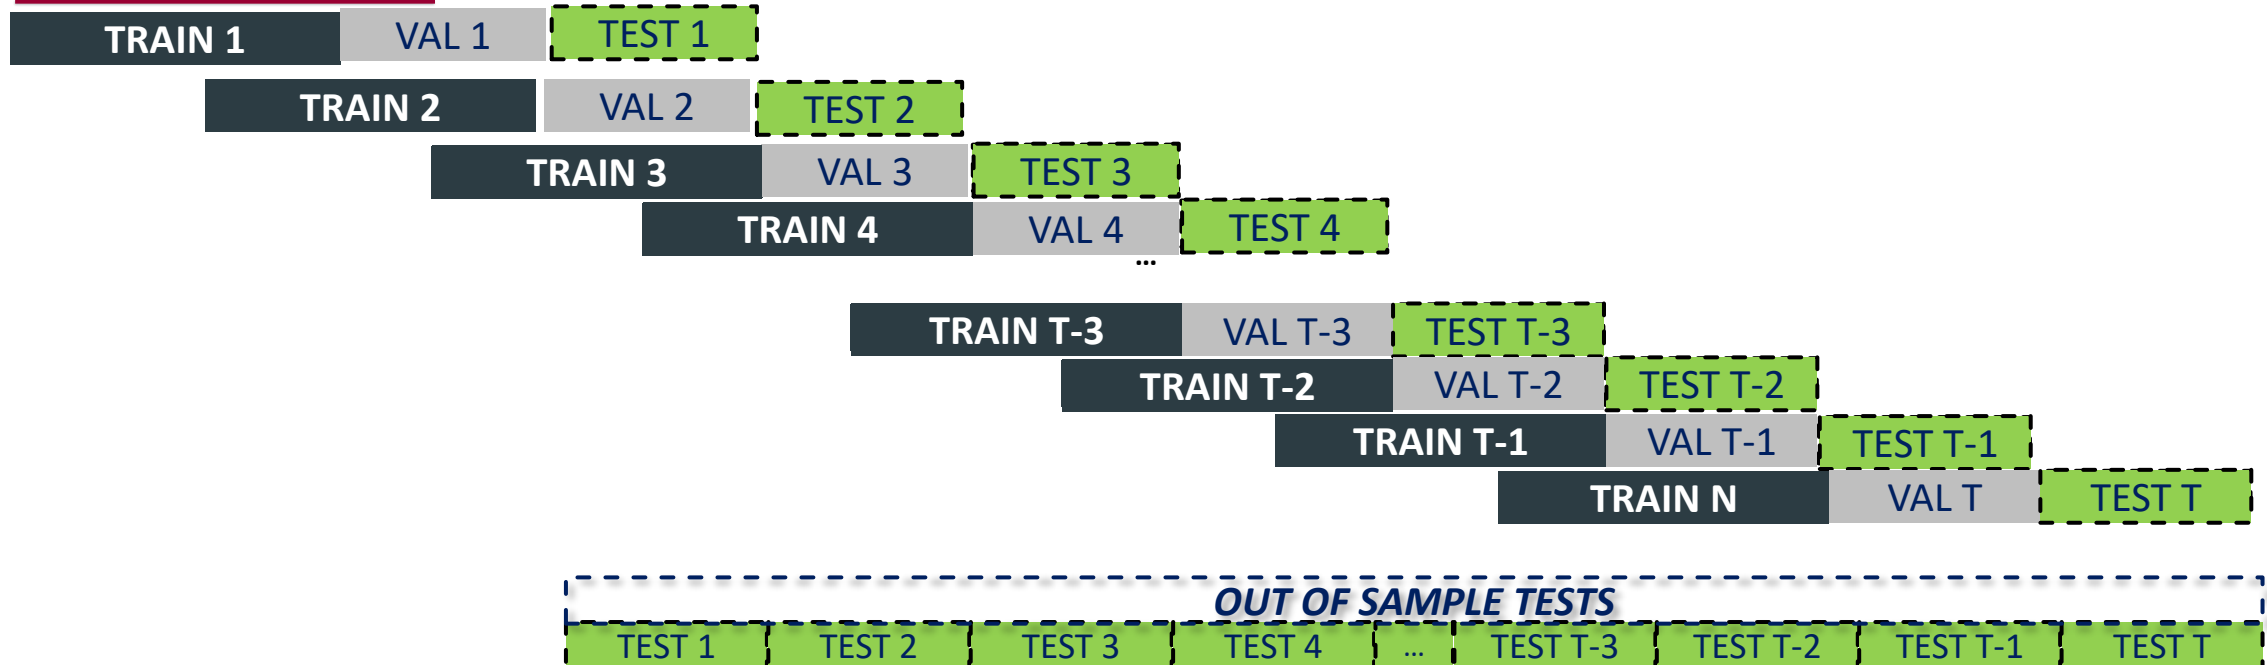 TRAIN 1 VAL 1 TEST 1
TRAIN 2 VAL 2 TEST 2
TRAIN 3 VAL 3 TEST 3
TRAIN 4 VAL 4 TEST 4
...
TRAIN T-3 VAL T-3 TEST T-3
TRAIN T-2 VAL T-2 TEST T-2
TRAIN T-1 VAL T-1 TEST T-1
TRAIN N VAL T TEST T
OUT OF SAMPLE TESTS
TEST 1 TEST 2 TEST 3 TEST 4 ... TEST T-3 TEST T-2 TEST T-1 TEST T